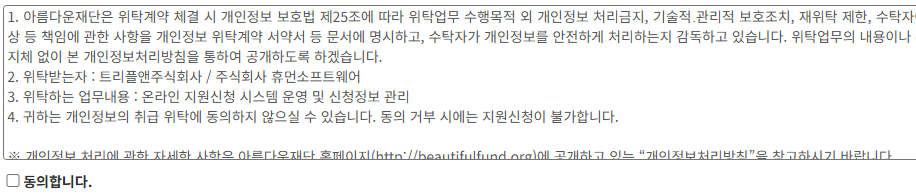 1. 아름다운재단은 위탁계약 체결 시 개인정보 보호법 제25조에 따라 위탁업무 수행목적 외 개인정보 처리금지, 기술적.관리적 보호조치, 재위탁 제한, 수탁자
상 등 책임에 관한 사항을 개인정보 위탁계약 서약서 등 문서에 명시하고, 수탁자가 개인정보를 안전하게 처리하는지 감독하고 있습니다. 위탁업무의 내용이나
지체 없이 본 개인정보처리방침을 통하여 공개하도록 하겠습니다.
2. 위탁받는자 : 트리플앤주식회사 / 주식회사 휴먼소프트웨어
3. 위탁하는 업무내용 : 온라인 지원신청 시스템 운영 및 신청정보 관리
4. 귀하는 개인정보의 취급 위탁에 동의하지 않으실 수 있습니다. 동의 거부 시에는 지원신청이 불가합니다.
※ 개인정보 처리에 관한 자세한 사항은 아름다운재단 홈페이지(http://beautifulfund.org)에 공개하고 있는 “개인정보처리방침”을 참고하시기 바랍니다.
동의합니다.